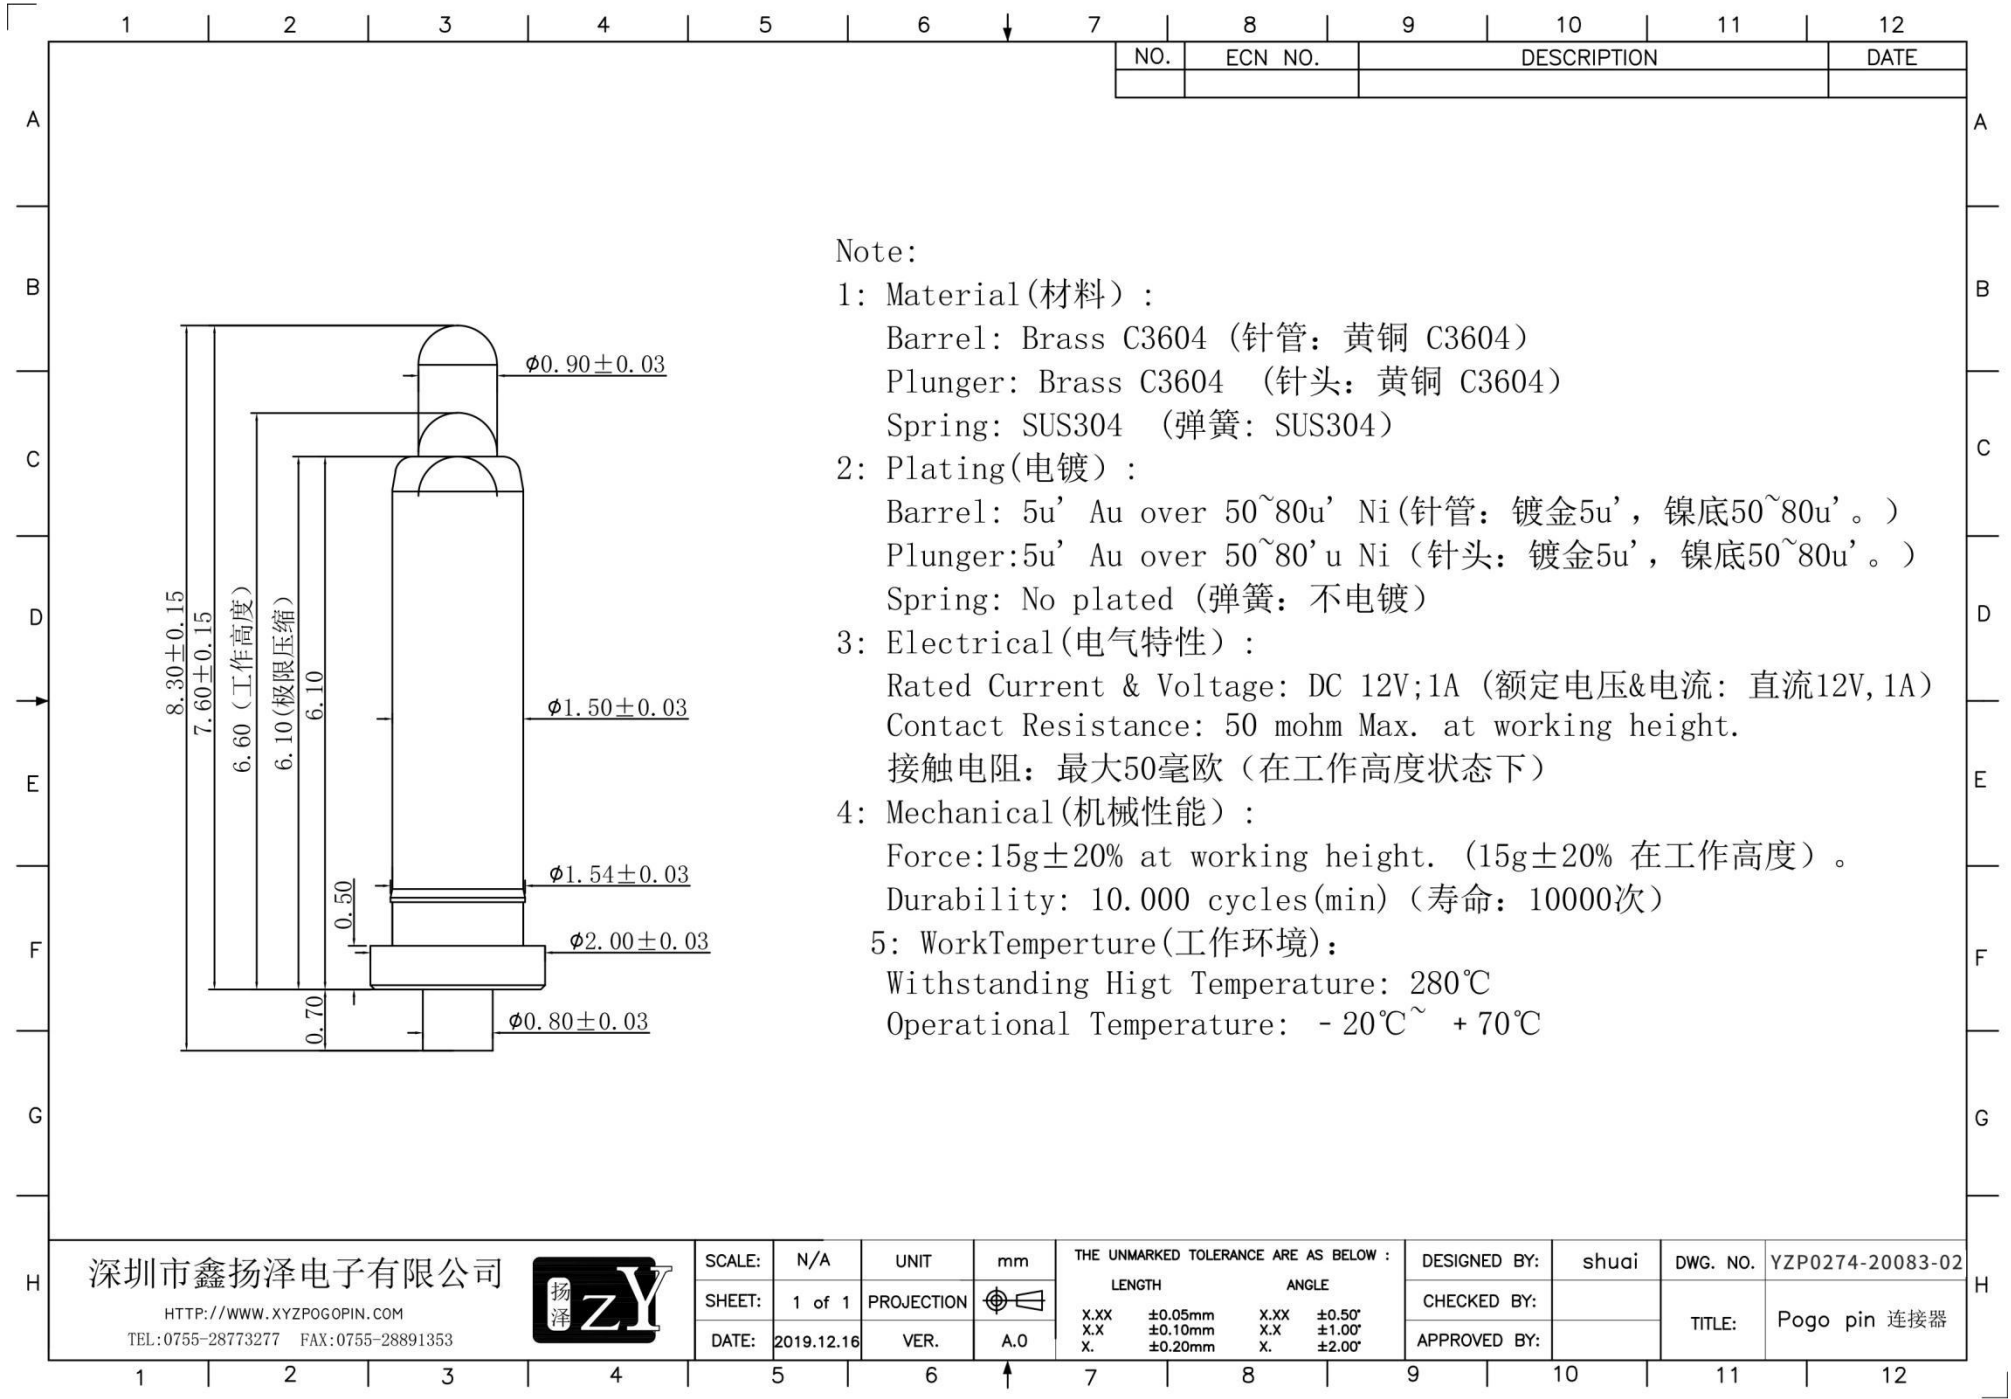 1 2 3 4 5 6 7 8 9 10 11 12
NO. ECN NO. DESCRIPTION DATE
A A
B B
C C
D D
E E
F F
G G
H H
8.30±0.15
7.60±0.15
6.60（工作高度）
6.10(极限压缩)
6.10
0.50
0.70
ϕ0.90±0.03
ϕ1.50±0.03
ϕ1.54±0.03
ϕ2.00±0.03
ϕ0.80±0.03
Note:
1: Material(材料）:
Barrel: Brass C3604 (针管：黄铜 C3604）
Plunger: Brass C3604 （针头：黄铜 C3604）
Spring: SUS304 （弹簧: SUS304）
2: Plating(电镀）:
Barrel: 5u' Au over 50~80u' Ni(针管：镀金5u'，镍底50~80u'。）
Plunger:5u' Au over 50~80'u Ni（针头：镀金5u'，镍底50~80u'。）
Spring: No plated (弹簧：不电镀）
3: Electrical(电气特性）:
Rated Current & Voltage: DC 12V;1A (额定电压&电流: 直流12V,1A）
Contact Resistance: 50 mohm Max. at working height.
接触电阻：最大50毫欧（在工作高度状态下）
4: Mechanical(机械性能）:
Force:15g±20% at working height. (15g±20% 在工作高度）。
Durability: 10.000 cycles(min)（寿命：10000次）
5: WorkTemperture(工作环境)：
Withstanding Higt Temperature: 280℃
Operational Temperature: -20℃~ +70℃
深圳市鑫扬泽电子有限公司
HTTP://WWW.XYZPOGOPIN.COM
TEL:0755-28773277 FAX:0755-28891353
扬泽 ZY
SCALE: N/A UNIT mm
SHEET: 1 of 1 PROJECTION
DATE: 2019.12.16 VER. A.0
THE UNMARKED TOLERANCE ARE AS BELOW :
LENGTH ANGLE
X.XX ±0.05mm X.XX ±0.50°
X.X ±0.10mm X.X ±1.00°
X. ±0.20mm X. ±2.00°
DESIGNED BY: shuai DWG. NO. YZP0274-20083-02
CHECKED BY:
APPROVED BY:
TITLE: Pogo pin 连接器
1 2 3 4 5 6 7 8 9 10 11 12